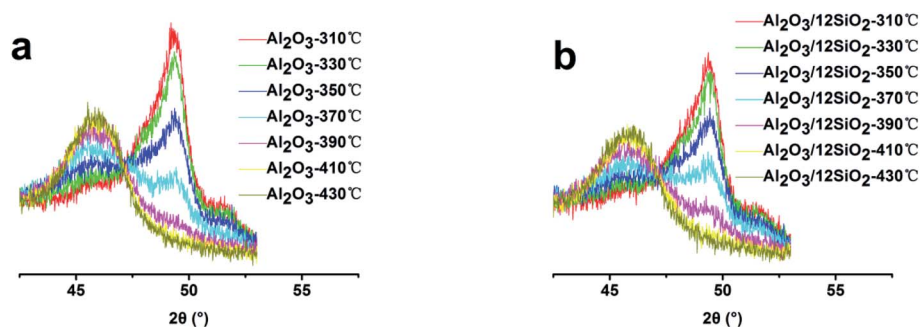 a
Al₂O₃-310℃
Al₂O₃-330℃
Al₂O₃-350℃
Al₂O₃-370℃
Al₂O₃-390℃
Al₂O₃-410℃
Al₂O₃-430℃
45 50 55
2θ (°)
b
Al₂O₃/12SiO₂-310℃
Al₂O₃/12SiO₂-330℃
Al₂O₃/12SiO₂-350℃
Al₂O₃/12SiO₂-370℃
Al₂O₃/12SiO₂-390℃
Al₂O₃/12SiO₂-410℃
Al₂O₃/12SiO₂-430℃
45 50 55
2θ (°)